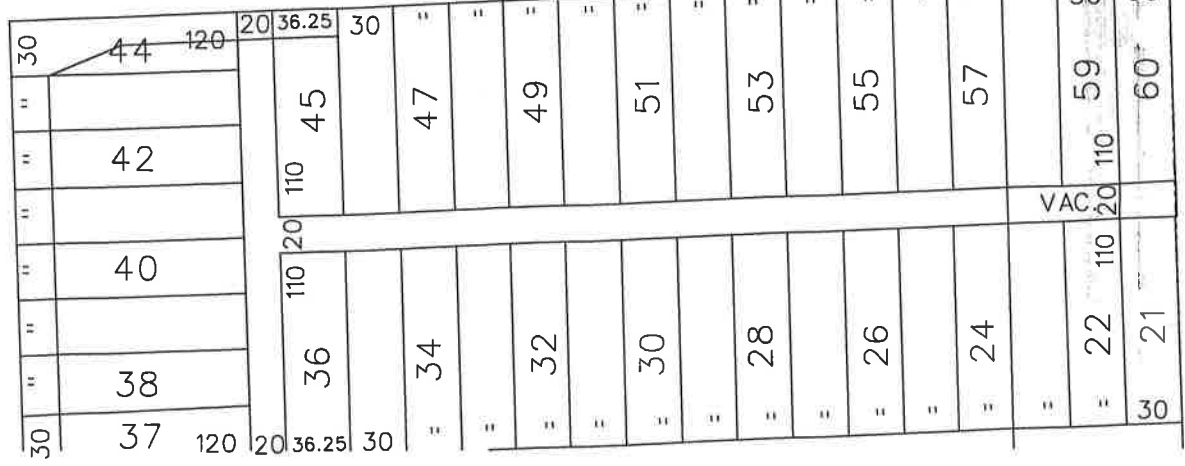 30 44 120 20 36.25 30 " " " " " " " " " " "
" 45 47 49 51 53 55 57 59 60
" 42
110 110
" VAC. 20
20
" 40 110 110
"
36 34 32 30 28 26 24 22 21
" 38
" " " " " " " " " " " " 30
30 37 120 20 36.25 30